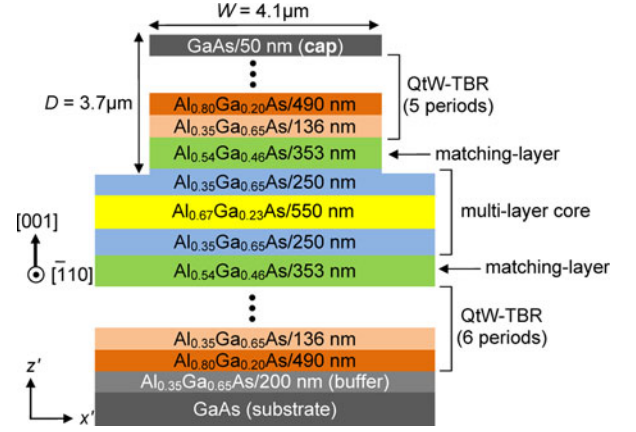 W = 4.1μm
GaAs/50 nm (cap)
QtW-TBR
(5 periods)
D = 3.7μm
Al0.80Ga0.20As/490 nm
Al0.35Ga0.65As/136 nm
Al0.54Ga0.46As/353 nm
matching-layer
Al0.35Ga0.65As/250 nm
Al0.67Ga0.23As/550 nm
multi-layer core
[001]
Al0.35Ga0.65As/250 nm
[1̄10]
Al0.54Ga0.46As/353 nm
matching-layer
QtW-TBR
(6 periods)
Al0.35Ga0.65As/136 nm
Al0.80Ga0.20As/490 nm
z'
Al0.35Ga0.65As/200 nm (buffer)
GaAs (substrate)
x'